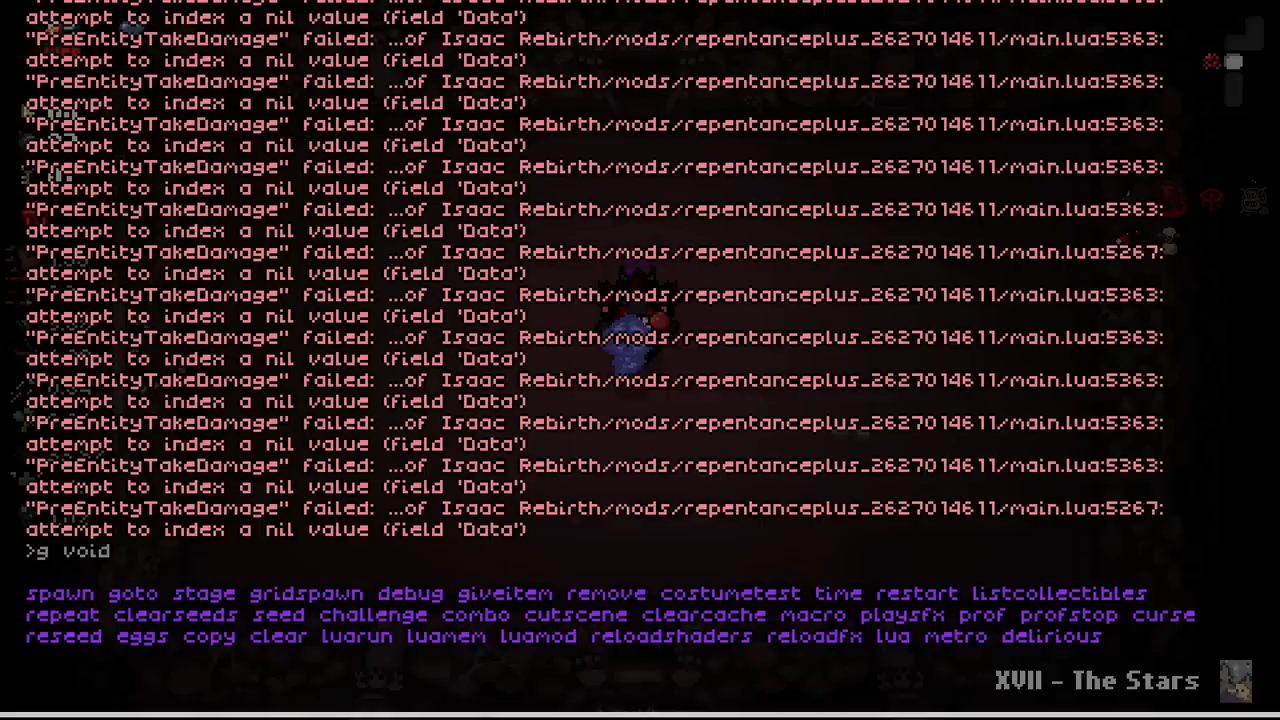 attempt to index a nil value (field 'Data')
"PreEntityTakeDamage" failed: ...of Isaac Rebirth/mods/repentanceplus_2627014611/main.lua:5363:
attempt to index a nil value (field 'Data')
"PreEntityTakeDamage" failed: ...of Isaac Rebirth/mods/repentanceplus_2627014611/main.lua:5363:
attempt to index a nil value (field 'Data')
"PreEntityTakeDamage" failed: ...of Isaac Rebirth/mods/repentanceplus_2627014611/main.lua:5363:
attempt to index a nil value (field 'Data')
"PreEntityTakeDamage" failed: ...of Isaac Rebirth/mods/repentanceplus_2627014611/main.lua:5363:
attempt to index a nil value (field 'Data')
"PreEntityTakeDamage" failed: ...of Isaac Rebirth/mods/repentanceplus_2627014611/main.lua:5363:
attempt to index a nil value (field 'Data')
"PreEntityTakeDamage" failed: ...of Isaac Rebirth/mods/repentanceplus_2627014611/main.lua:5267:
attempt to index a nil value (field 'Data')
"PreEntityTakeDamage" failed: ...of Isaac Rebirth/mods/repentanceplus_2627014611/main.lua:5363:
attempt to index a nil value (field 'Data')
"PreEntityTakeDamage" failed: ...of Isaac Rebirth/mods/repentanceplus_2627014611/main.lua:5363:
attempt to index a nil value (field 'Data')
"PreEntityTakeDamage" failed: ...of Isaac Rebirth/mods/repentanceplus_2627014611/main.lua:5363:
attempt to index a nil value (field 'Data')
"PreEntityTakeDamage" failed: ...of Isaac Rebirth/mods/repentanceplus_2627014611/main.lua:5363:
attempt to index a nil value (field 'Data')
"PreEntityTakeDamage" failed: ...of Isaac Rebirth/mods/repentanceplus_2627014611/main.lua:5363:
attempt to index a nil value (field 'Data')
"PreEntityTakeDamage" failed: ...of Isaac Rebirth/mods/repentanceplus_2627014611/main.lua:5267:
attempt to index a nil value (field 'Data')
>g void
spawn goto stage gridspawn debug giveitem remove costumetest time restart listcollectibles
repeat clearseeds seed challenge combo cutscene clearcache macro playsfx prof profstop curse
reseed eggs copy clear luarun luamem luamod reloadshaders reloadfx lua metro delirious
XVII - The Stars